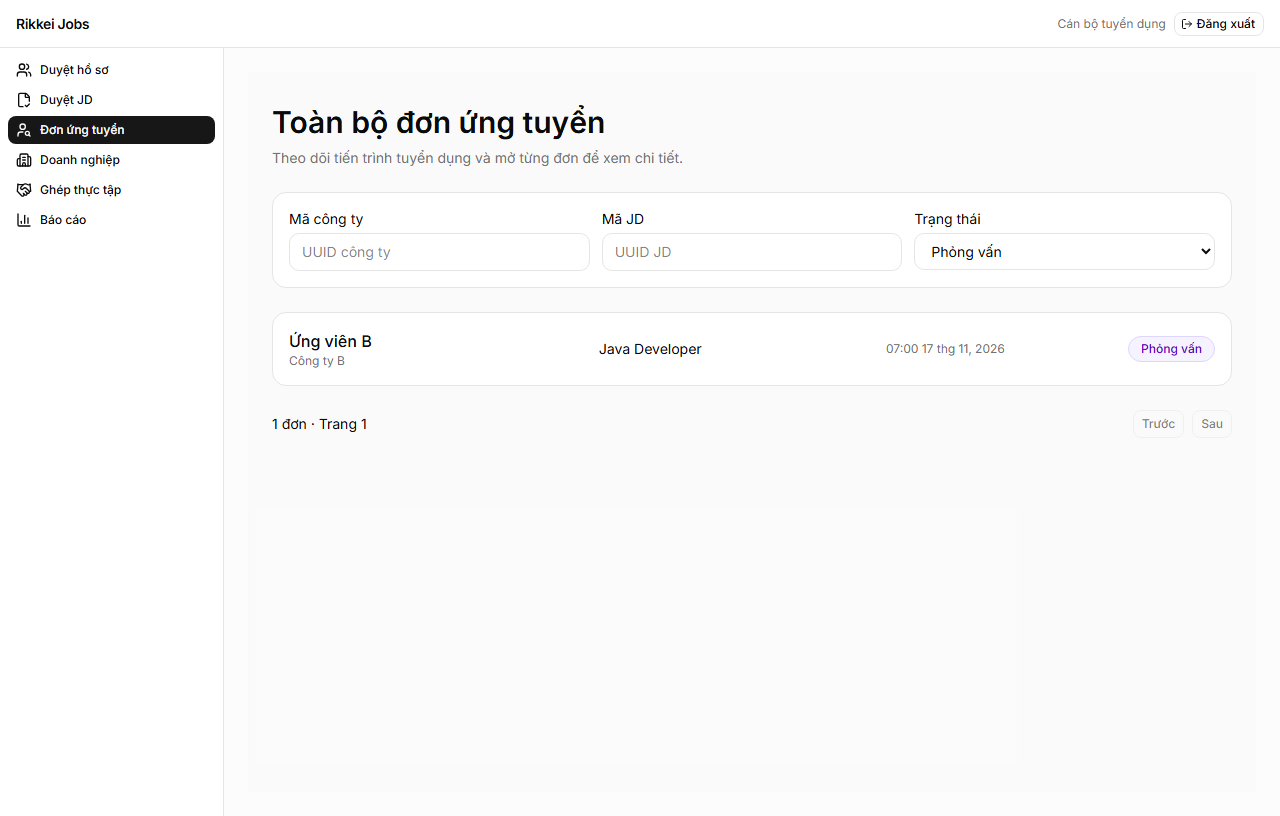 Rikkei Jobs
Cán bộ tuyển dụng
Đăng xuất
Duyệt hồ sơ
Duyệt JD
Đơn ứng tuyển
Doanh nghiệp
Ghép thực tập
Báo cáo
Toàn bộ đơn ứng tuyển
Theo dõi tiến trình tuyển dụng và mở từng đơn để xem chi tiết.
Mã công ty
Mã JD
Trạng thái
UUID công ty
UUID JD
Phỏng vấn
Ứng viên B
Công ty B
Java Developer
07:00 17 thg 11, 2026
Phỏng vấn
1 đơn · Trang 1
Trước
Sau